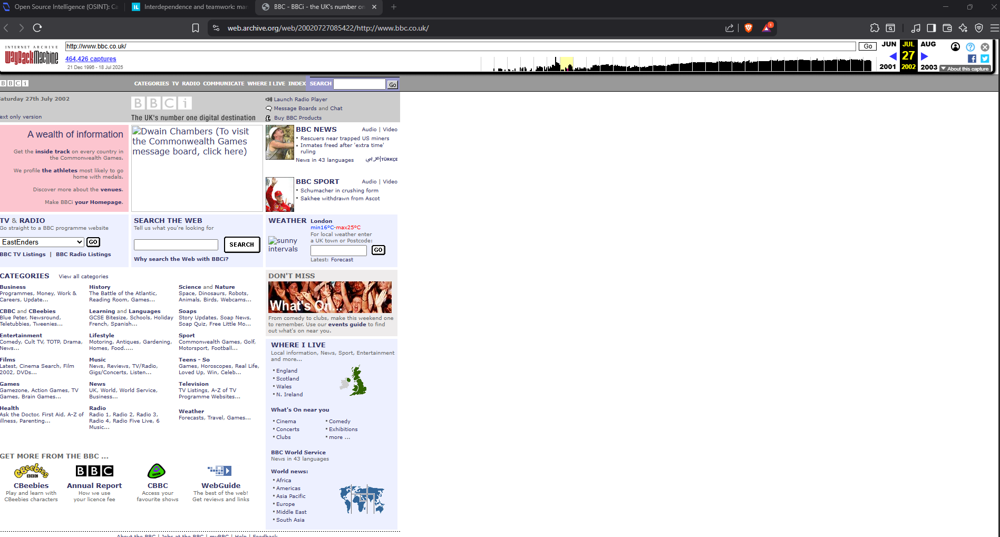 Open Source Intelligence (OSINT): Ca
Interdependence and teamwork: man
BBC - BBCi - the UK's number on
web.archive.org/web/20020727085422/http://www.bbc.co.uk/
1
INTERNET ARCHIVE
WayBackMachine
http://www.bbc.co.uk/
Go
464,426 captures
21 Dec 1996 - 18 Jul 2025
JUN JUL AUG
27
2001 2002 2003
About this capture
BBCi
CATEGORIES TV RADIO COMMUNICATE WHERE I LIVE INDEX SEARCH Go
Saturday 27th July 2002
ext only version
BBCi
The UK's number one digital destination
Launch Radio Player
Message Boards and Chat
Buy BBC Products
A wealth of information
Get the inside track on every country in
the Commonwealth Games.
We profile the athletes most likely to go
home with medals.
Discover more about the venues.
Make BBCi your Homepage.
Dwain Chambers (To visit
the Commonwealth Games
message board, click here)
BBC NEWS Audio | Video
Rescuers near trapped US miners
Inmates freed after 'extra time'
ruling
News in 43 languages عربي|TÜRKÇE
BBC SPORT Audio | Video
Schumacher in crushing form
Sakhee withdrawn from Ascot
TV & RADIO
Go straight to a BBC programme website
EastEnders GO
BBC TV Listings | BBC Radio Listings
SEARCH THE WEB
Tell us what you're looking for
SEARCH
Why search the Web with BBCi?
WEATHER London
min16°C-max25°C
For local weather enter
a UK town or Postcode:
sunny
intervals
GO
Latest: Forecast
CATEGORIES View all categories
Business
Programmes, Money, Work &
Careers, Update...
History
The Battle of the Atlantic,
Reading Room, Games...
Science and Nature
Space, Dinosaurs, Robots,
Animals, Birds, Webcams...
CBBC and CBeebies
Blue Peter, Newsround,
Teletubbies, Tweenies...
Learning and Languages
GCSE Bitesize, Schools, Holiday
French, Spanish...
Soaps
Story Updates, Soap News,
Soap Quiz, Free Little Mo...
Entertainment
Comedy, Cult TV, TOTP, Drama,
News...
Lifestyle
Motoring, Antiques, Gardening,
Homes, Food.....
Sport
Commonwealth Games, Golf,
Motorsport, Football...
Films
Latest, Cinema Search, Film
2002, DVDs...
Music
News, Reviews, TV/Radio,
Gigs/Concerts, Listen...
Teens - So
Games, Horoscopes, Real Life,
Loved Up, Win, Celeb...
Games
Gamezone, Action Games, TV
Games, Brain Games...
News
UK, World, World Service,
Business...
Television
TV Listings, A-Z of TV
Programme Websites...
Health
Ask the Doctor, First Aid, A-Z of
illness, Parenting...
Radio
Radio 1, Radio 2, Radio 3,
Radio 4, Radio Five Live, 6
Music...
Weather
Forecasts, Travel, Games...
DON'T MISS
What's On...
From comedy to clubs, make this weekend one
to remember. Use our events guide to find
out what's on near you.
WHERE I LIVE
Local information, News, Sport, Entertainment
and more...
England
Scotland
Wales
N. Ireland
What's On near you
Cinema
Concerts
Clubs
Comedy
Exhibitions
more ...
BBC World Service
News in 43 languages
World news:
Africa
Americas
Asia Pacific
Europe
Middle East
South Asia
GET MORE FROM THE BBC ...
CBeebies
BBC
CBeebies
Play and learn with
CBeebies characters
BBC
Annual Report
How we use
your licence fee
CBBC
Access your
favourite shows
WebGuide
The best of the web!
Get reviews and links
About the BBC | Jobs at the BBC | myBBC | Help | Feedback